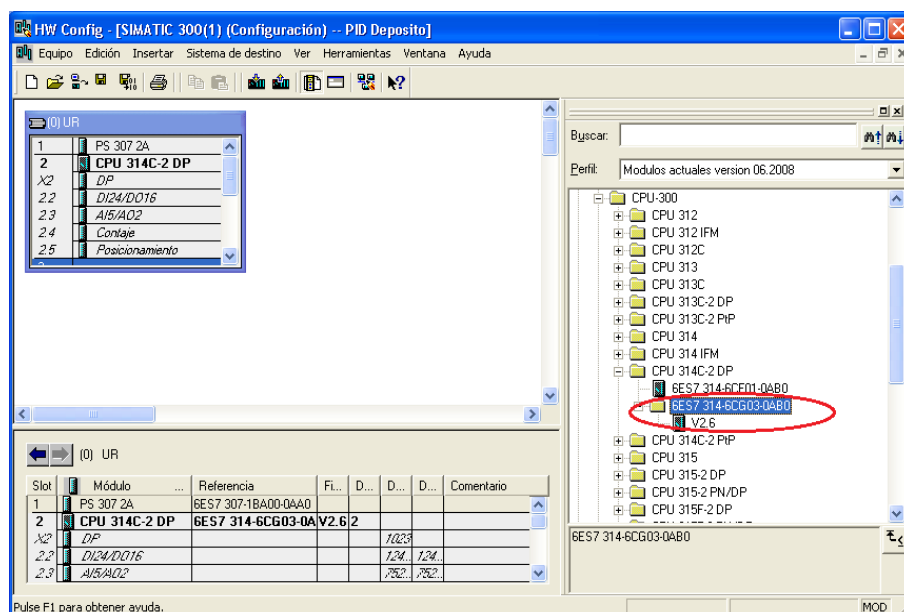 HW Config - [SIMATIC 300(1) (Configuración) -- PID Deposito]
Equipo Edición Insertar Sistema de destino Ver Herramientas Ventana Ayuda
(0) UR
1 PS 307 2A
2 CPU 314C-2 DP
X2 DP
2.2 DI24/DO16
2.3 AI5/AO2
2.4 Contaje
2.5 Posicionamiento
Buscar:
Perfil: Modulos actuales version 06.2008
CPU-300
CPU 312
CPU 312 IFM
CPU 312C
CPU 313
CPU 313C
CPU 313C-2 DP
CPU 313C-2 PtP
CPU 314
CPU 314 IFM
CPU 314C-2 DP
6ES7 314-6CF01-0AB0
6ES7 314-6CG03-0AB0
V2.6
CPU 314C-2 PtP
CPU 315
CPU 315-2 DP
CPU 315-2 PN/DP
CPU 315F-2 DP
6ES7 314-6CG03-0AB0
(0) UR
Slot Módulo ... Referencia Fi... D... D... D... Comentario
1 PS 307 2A 6ES7 307-1BA00-0AA0
2 CPU 314C-2 DP 6ES7 314-6CG03-0A V2.6 2
X2 DP 1023
2.2 DI24/DO16 124... 124...
2.3 AI5/AO2 752... 752...
Pulse F1 para obtener ayuda.
MOD